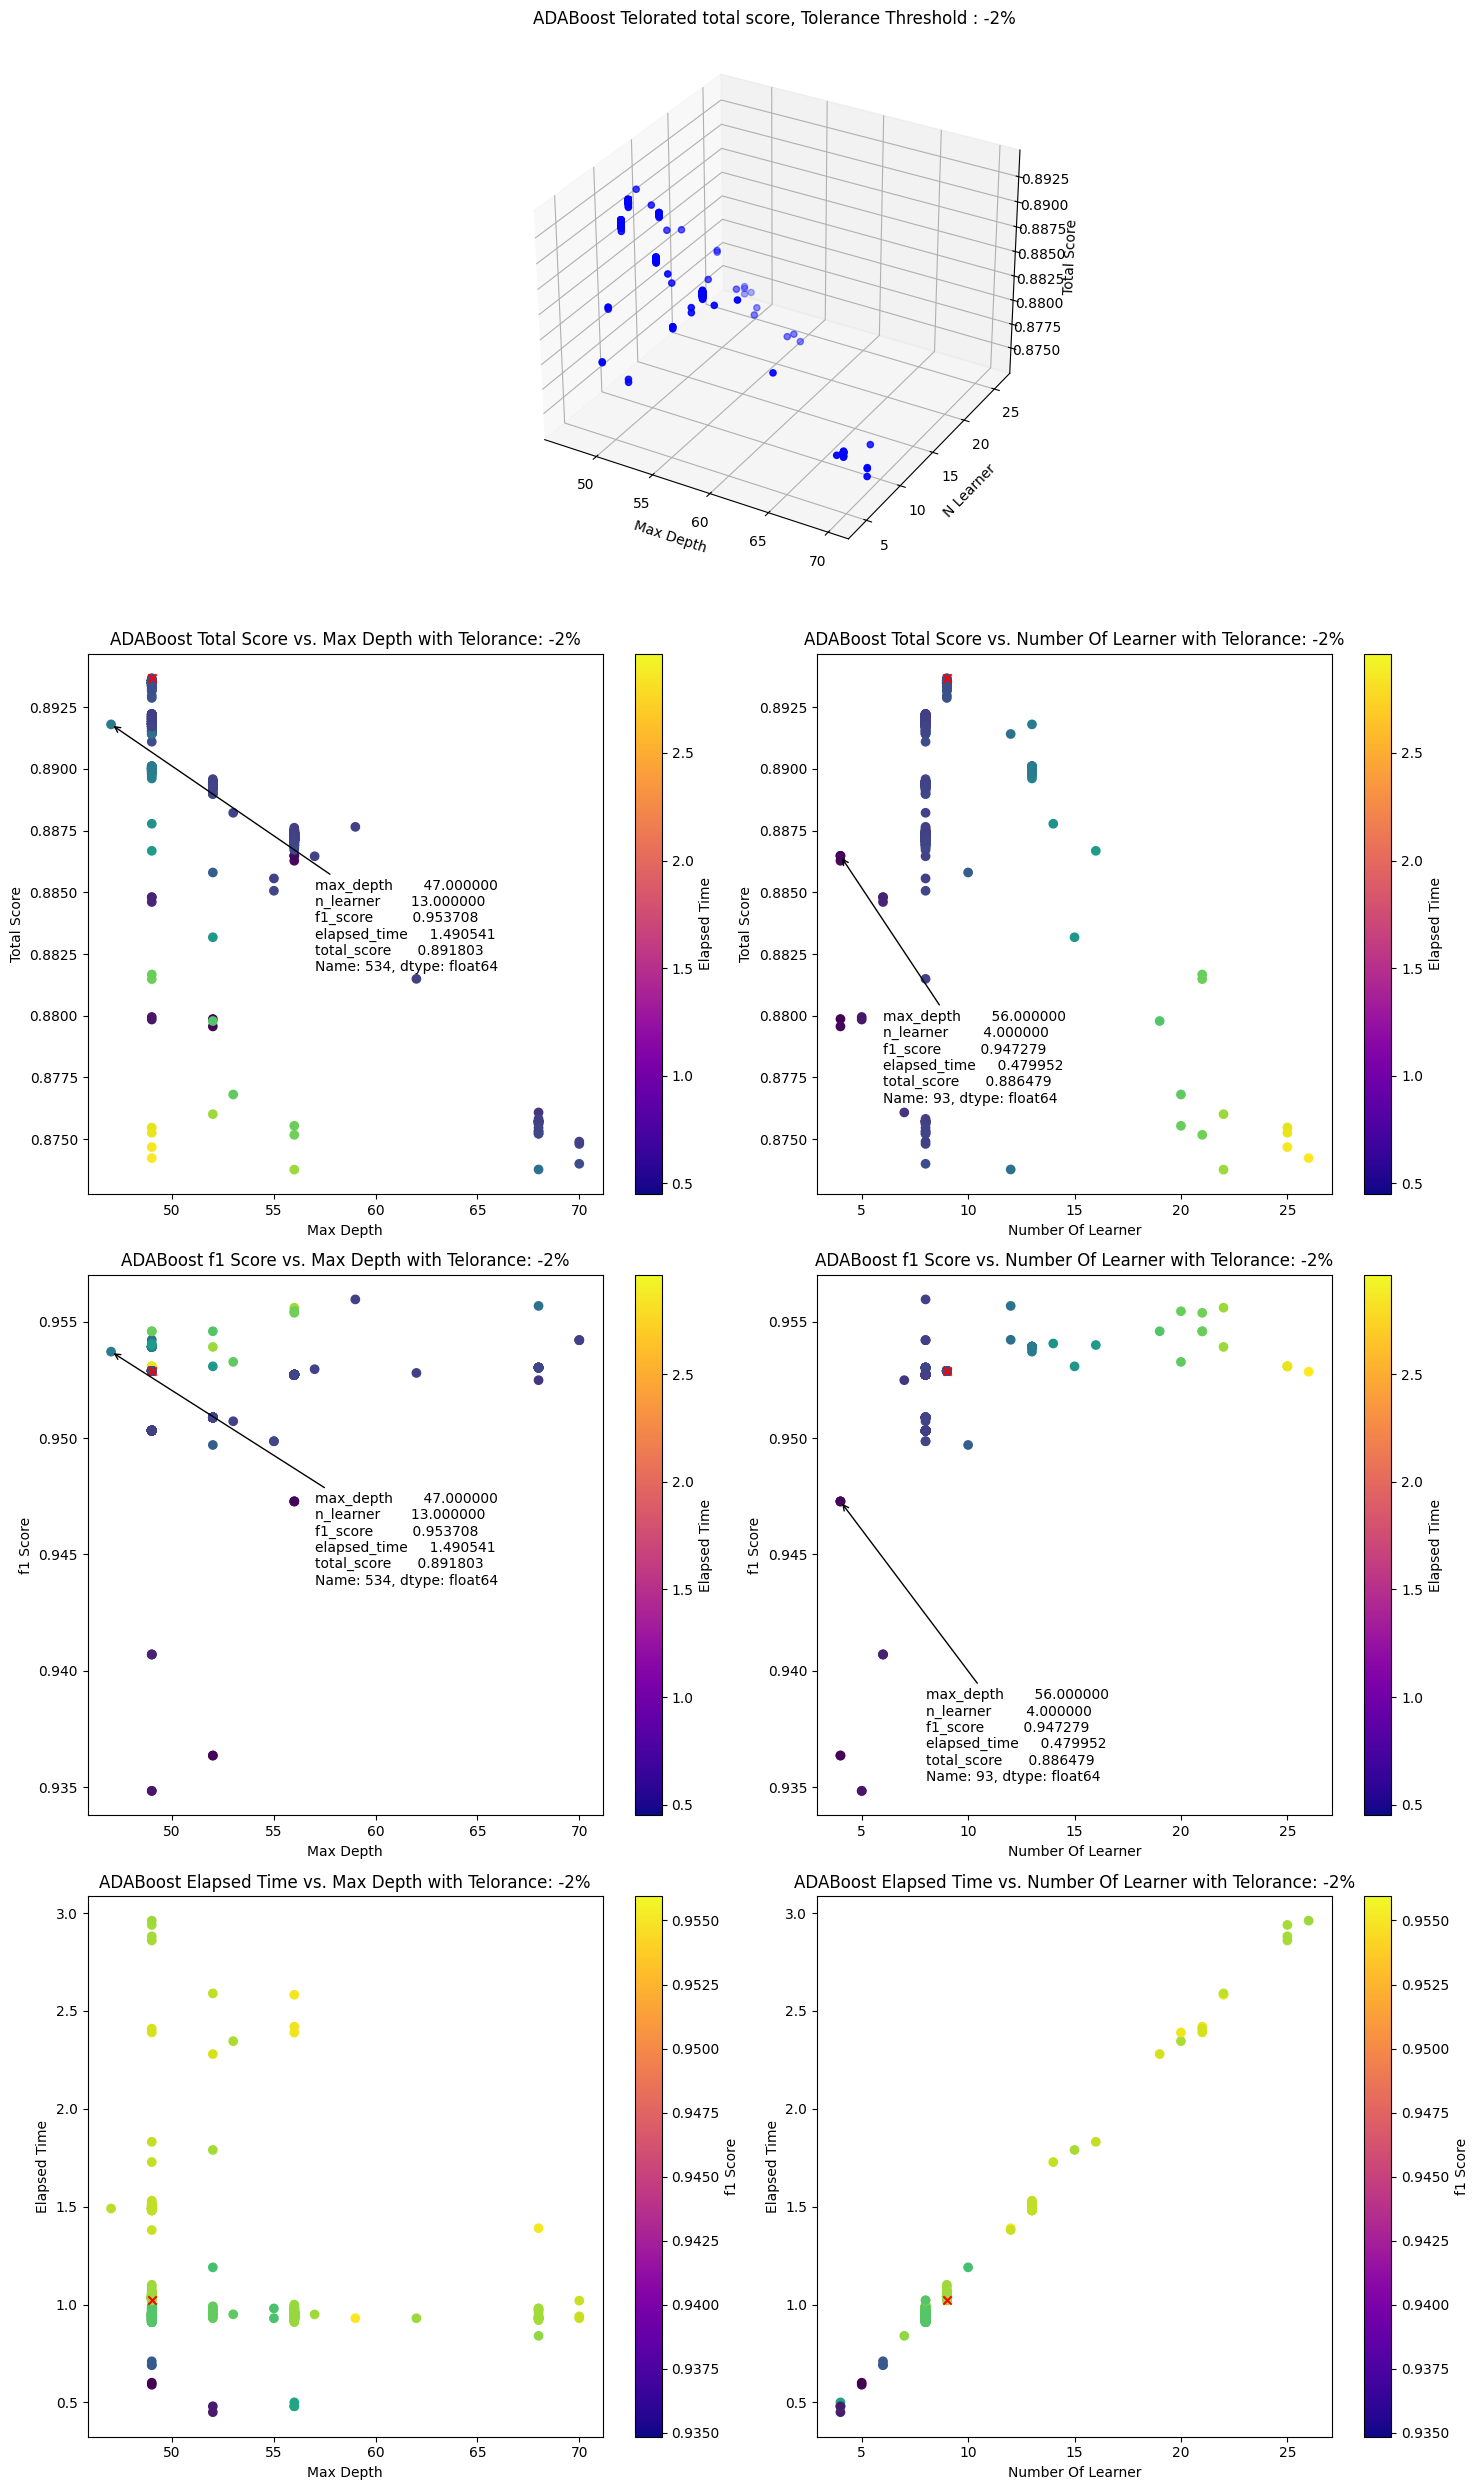 ADABoost Telorated total score, Tolerance Threshold : -2%
0.8925
0.8900
0.8875
0.8850
0.8825
0.8800
0.8775
0.8750
Total Score
25
20
15
10
5
N Learner
50
55
60
65
70
Max Depth
ADABoost Total Score vs. Max Depth with Telorance: -2%
0.8925
0.8900
0.8875
0.8850
0.8825
0.8800
0.8775
0.8750
Total Score
max_depth 47.000000
n_learner 13.000000
f1_score 0.953708
elapsed_time 1.490541
total_score 0.891803
Name: 534, dtype: float64
50 55 60 65 70
Max Depth
2.5
2.0
1.5
1.0
0.5
Elapsed Time
ADABoost Total Score vs. Number Of Learner with Telorance: -2%
0.8925
0.8900
0.8875
0.8850
0.8825
0.8800
0.8775
0.8750
Total Score
max_depth 56.000000
n_learner 4.000000
f1_score 0.947279
elapsed_time 0.479952
total_score 0.886479
Name: 93, dtype: float64
5 10 15 20 25
Number Of Learner
2.5
2.0
1.5
1.0
0.5
Elapsed Time
ADABoost f1 Score vs. Max Depth with Telorance: -2%
0.955
0.950
0.945
0.940
0.935
f1 Score
max_depth 47.000000
n_learner 13.000000
f1_score 0.953708
elapsed_time 1.490541
total_score 0.891803
Name: 534, dtype: float64
50 55 60 65 70
Max Depth
2.5
2.0
1.5
1.0
0.5
Elapsed Time
ADABoost f1 Score vs. Number Of Learner with Telorance: -2%
0.955
0.950
0.945
0.940
0.935
f1 Score
max_depth 56.000000
n_learner 4.000000
f1_score 0.947279
elapsed_time 0.479952
total_score 0.886479
Name: 93, dtype: float64
5 10 15 20 25
Number Of Learner
2.5
2.0
1.5
1.0
0.5
Elapsed Time
ADABoost Elapsed Time vs. Max Depth with Telorance: -2%
3.0
2.5
2.0
1.5
1.0
0.5
Elapsed Time
50 55 60 65 70
Max Depth
0.9550
0.9525
0.9500
0.9475
0.9450
0.9425
0.9400
0.9375
0.9350
f1 Score
ADABoost Elapsed Time vs. Number Of Learner with Telorance: -2%
3.0
2.5
2.0
1.5
1.0
0.5
Elapsed Time
5 10 15 20 25
Number Of Learner
0.9550
0.9525
0.9500
0.9475
0.9450
0.9425
0.9400
0.9375
0.9350
f1 Score